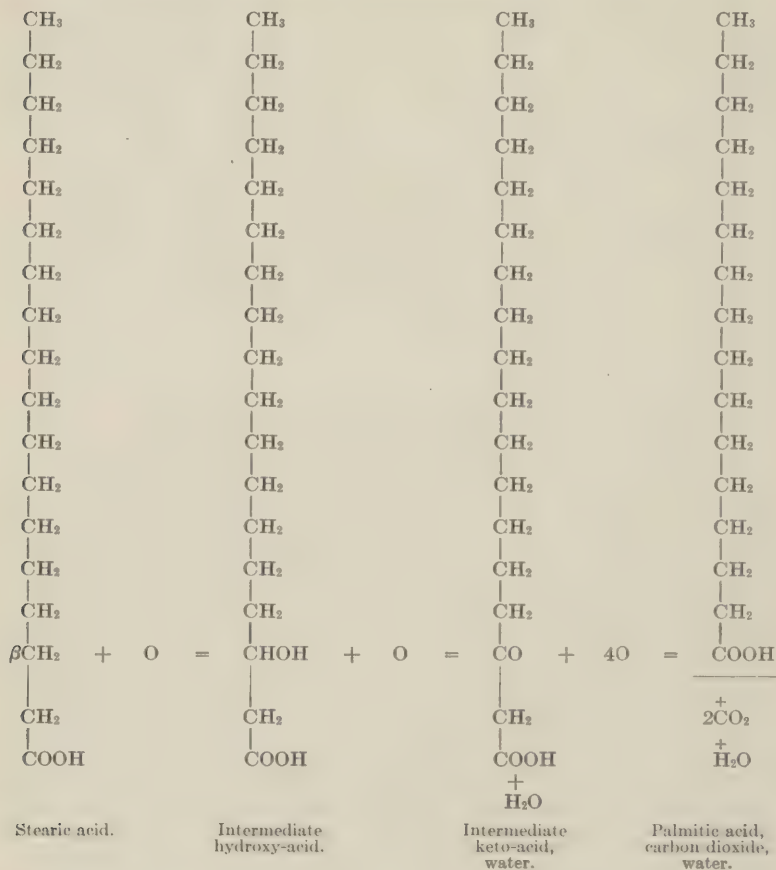 CH₃ CH₃ CH₃ CH₃
CH₂ CH₂ CH₂ CH₂
CH₂ CH₂ CH₂ CH₂
CH₂ CH₂ CH₂ CH₂
CH₂ CH₂ CH₂ CH₂
CH₂ CH₂ CH₂ CH₂
CH₂ CH₂ CH₂ CH₂
CH₂ CH₂ CH₂ CH₂
CH₂ CH₂ CH₂ CH₂
CH₂ CH₂ CH₂ CH₂
CH₂ CH₂ CH₂ CH₂
CH₂ CH₂ CH₂ CH₂
CH₂ CH₂ CH₂ CH₂
CH₂ CH₂ CH₂ CH₂
CH₂ CH₂ CH₂ CH₂
βCH₂ + O = CHOH + O = CO + 4O = COOH
+
CH₂ CH₂ CH₂ 2CO₂
+
COOH COOH COOH H₂O
+
H₂O
Stearic acid. Intermediate Intermediate Palmitic acid,
hydroxy-acid. keto-acid, carbon dioxide,
water. water.